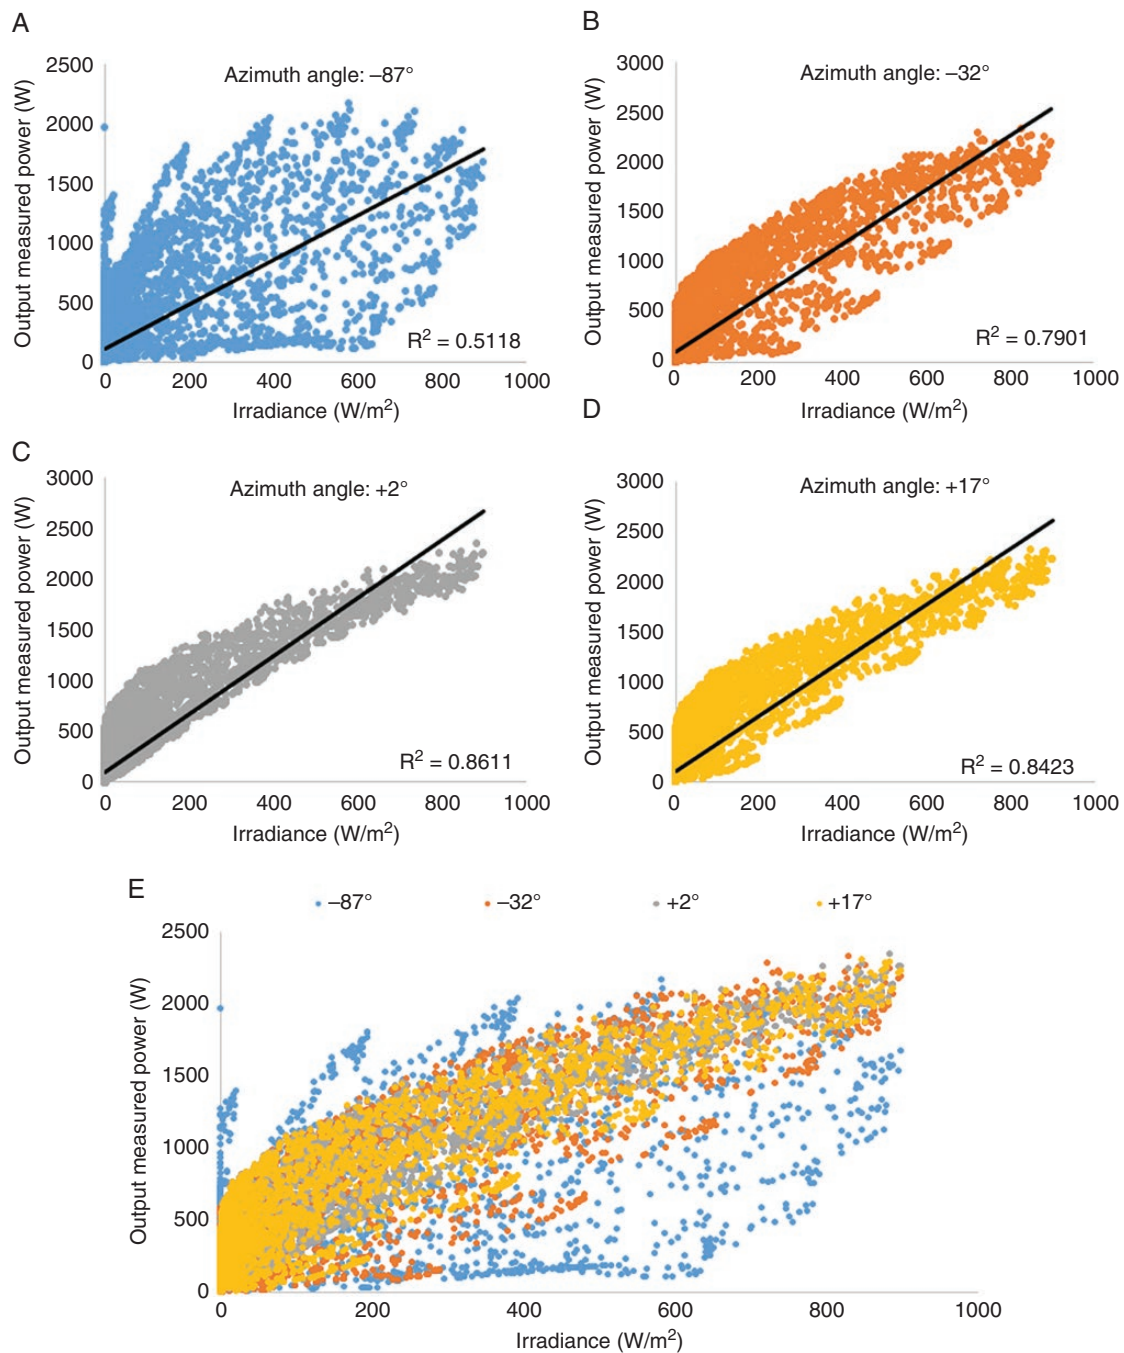 A
Azimuth angle: –87°
Output measured power (W)
2500
2000
1500
1000
500
0
R² = 0.5118
0 200 400 600 800 1000
Irradiance (W/m²)
B
Azimuth angle: –32°
Output measured power (W)
3000
2500
2000
1500
1000
500
0
R² = 0.7901
0 200 400 600 800 1000
Irradiance (W/m²)
C
Azimuth angle: +2°
Output measured power (W)
3000
2500
2000
1500
1000
500
0
R² = 0.8611
0 200 400 600 800 1000
Irradiance (W/m²)
D
Azimuth angle: +17°
Output measured power (W)
3000
2500
2000
1500
1000
500
0
R² = 0.8423
0 200 400 600 800 1000
Irradiance (W/m²)
E
–87° –32° +2° +17°
Output measured power (W)
2500
2000
1500
1000
500
0
0 200 400 600 800 1000
Irradiance (W/m²)